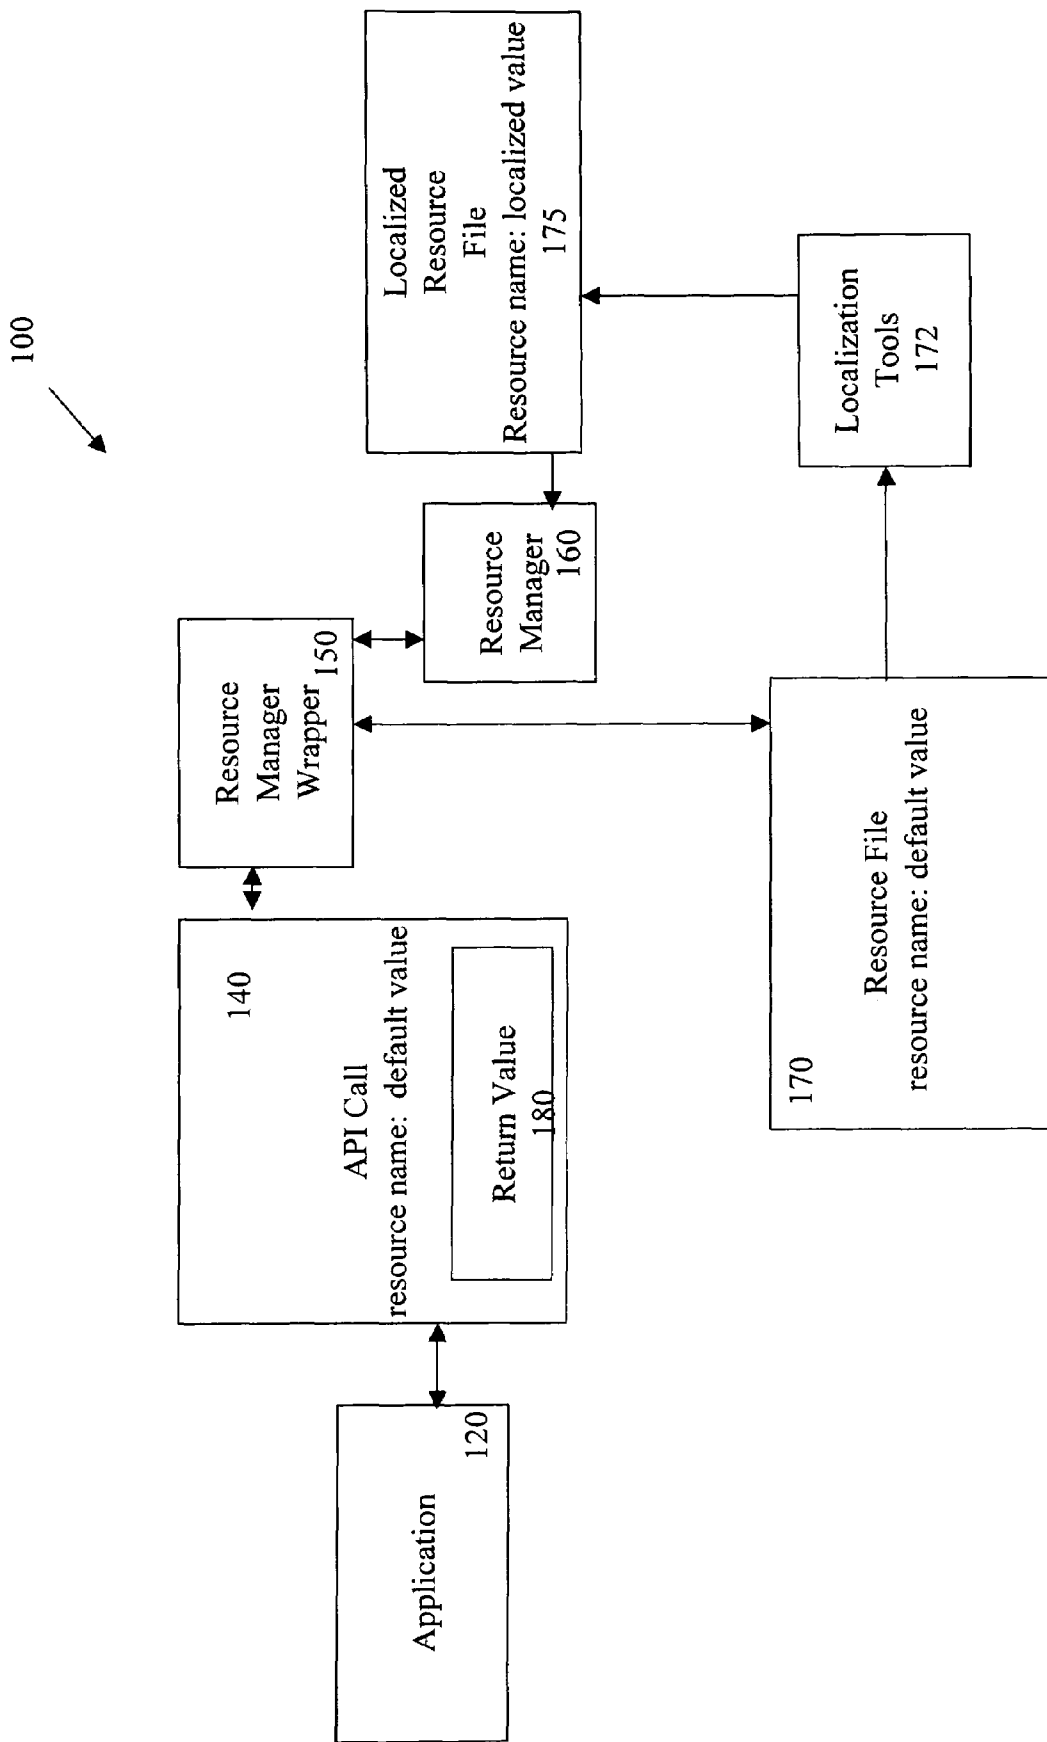 100
Application
120
140
API Call
resource name: default value
Return Value
180
Resource
Manager
Wrapper
150
Resource
Manager
160
Localized
Resource
File
Resource name: localized value
175
170
Resource File
resource name: default value
Localization
Tools
172